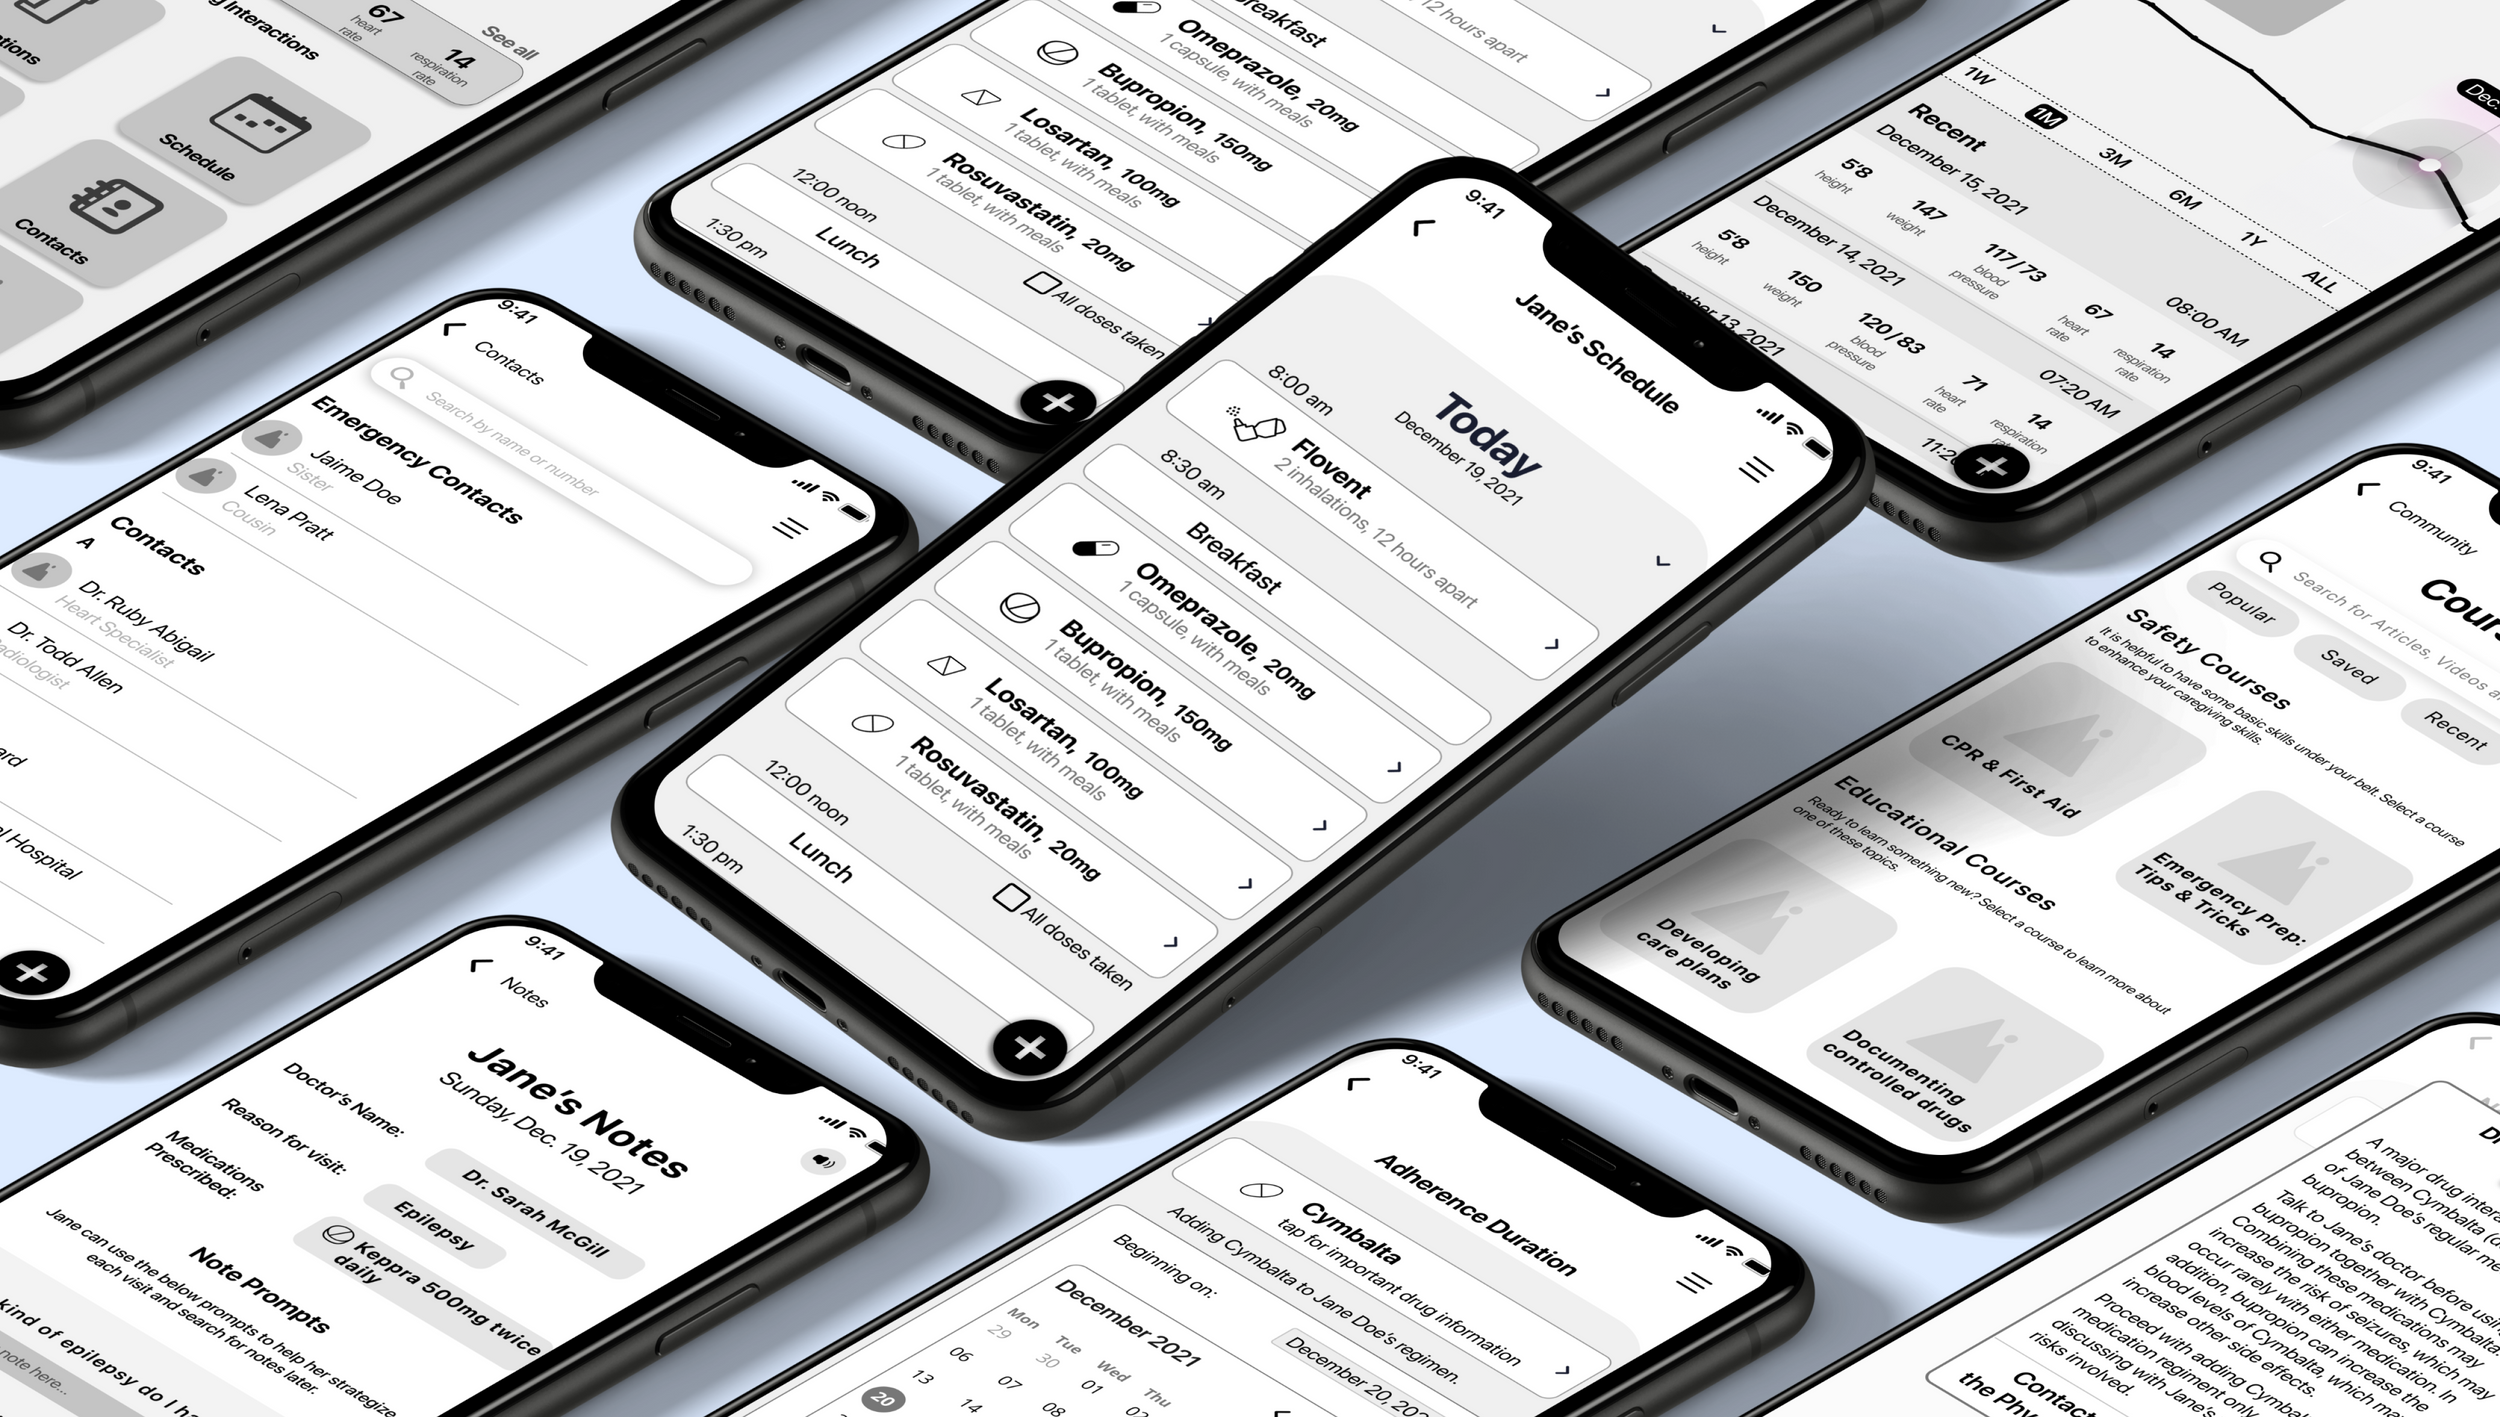 67
heart
rate
14
respiration
rate
See all
Interactions
Schedule
Contacts
Breakfast
12 hours apart
Omeprazole, 20mg
1 capsule, with meals
Bupropion, 150mg
1 tablet, with meals
Losartan, 100mg
1 tablet, with meals
Rosuvastatin, 20mg
1 tablet, with meals
12:00 noon
Lunch
All doses taken
1:30 pm
Dec.
1W
1M
3M
6M
1Y
ALL
Recent
December 15, 2021
08:00 AM
5'8
height
147
weight
117/73
blood
pressure
67
heart
rate
14
respiration
rate
December 14, 2021
07:20 AM
5'8
height
150
weight
120/83
blood
pressure
71
heart
rate
14
respiration
13, 2021
9:41
Contacts
Search by name or number
Emergency Contacts
Jaime Doe
Sister
Lena Pratt
Cousin
Contacts
A
Dr. Ruby Abigail
Heart Specialist
Dr. Todd Allen
Hospital
9:41
Jane's Schedule
Today
December 19, 2021
8:00 am
Flovent
2 inhalations, 12 hours apart
8:30 am
Breakfast
Omeprazole, 20mg
1 capsule, with meals
Bupropion, 150mg
1 tablet, with meals
Losartan, 100mg
1 tablet, with meals
Rosuvastatin, 20mg
1 tablet, with meals
12:00 noon
Lunch
All doses taken
1:30 pm
9:41
Community
Search for Articles, Videos
Popular
Saved
Recent
Safety Courses
It is helpful to have some basic skills under your belt. Select a course
to enhance your caregiving skills.
CPR & First Aid
Emergency Prep:
Tips & Tricks
Educational Courses
Ready to learn something new? Select a course to learn more about
one of these topics.
Developing
care plans
Documenting
controlled drugs
9:41
Notes
Jane's Notes
Sunday, Dec. 19, 2021
Doctor's Name:
Dr. Sarah McGill
Reason for visit:
Epilepsy
Medications
Prescribed:
Keppra 500mg twice
daily
Note Prompts
Jane can use the below prompts to help her strategize
each visit and search for notes later.
kind of epilepsy do I
note here...
9:41
Adherence Duration
Cymbalta
tap for important drug information
Adding Cymbalta to Jane Doe's regimen.
Beginning on:
December 20,
December 2021
Mon
Tue
Wed
Thu
29
30
01
02
06
07
08
13
14
20
A major drug
between Cymbalta
of Jane Doe's regular
bupropion.
Talk to Jane's doctor before
bupropion together with Cymbalta.
Combining these medications may
increase the risk of seizures, which may
occur rarely with either medication. In
addition, bupropion can increase the
blood levels of Cymbalta, which may
increase other side effects.
Proceed with adding
medication regiment only
discussing with Jane's
risks involved.
Contact
the